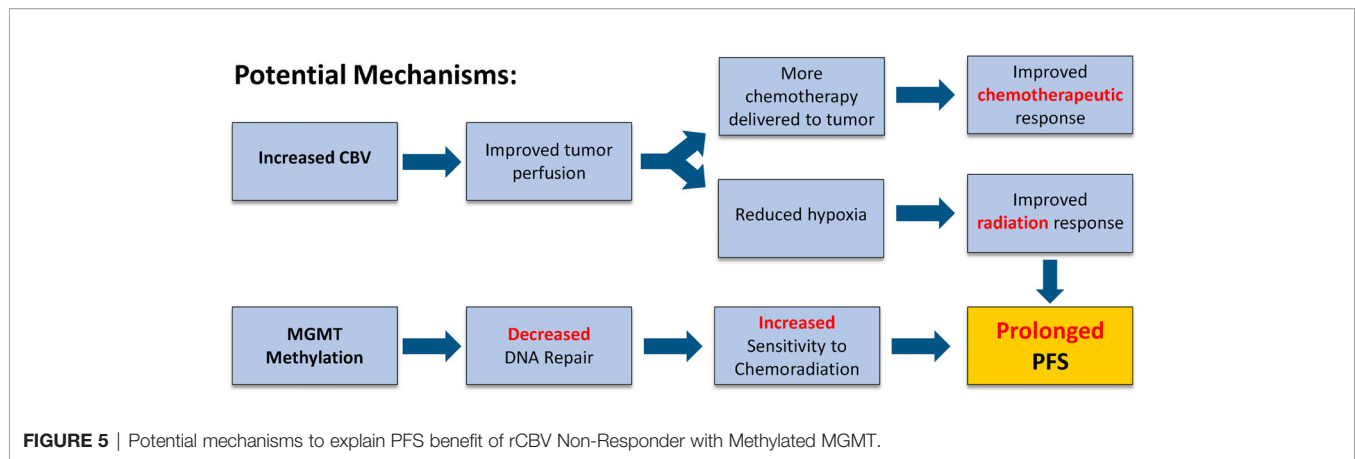 Potential Mechanisms:
More
chemotherapy
delivered to tumor
Improved
chemotherapeutic
response
Increased CBV
Improved tumor
perfusion
Reduced hypoxia
Improved
radiation response
MGMT
Methylation
Decreased
DNA Repair
Increased
Sensitivity to
Chemoradiation
Prolonged
PFS
FIGURE 5 | Potential mechanisms to explain PFS benefit of rCBV Non-Responder with Methylated MGMT.